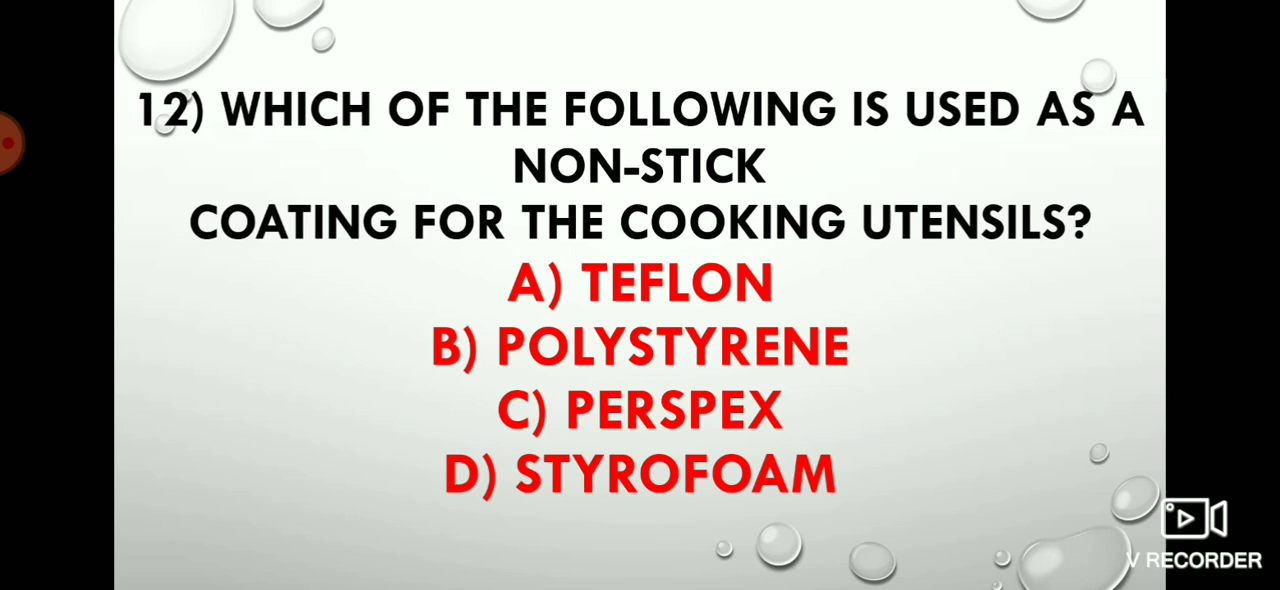 12) WHICH OF THE FOLLOWING IS USED AS A
NON-STICK
COATING FOR THE COOKING UTENSILS?
A) TEFLON
B) POLYSTYRENE
C) PERSPEX
D) STYROFOAM
V RECORDER